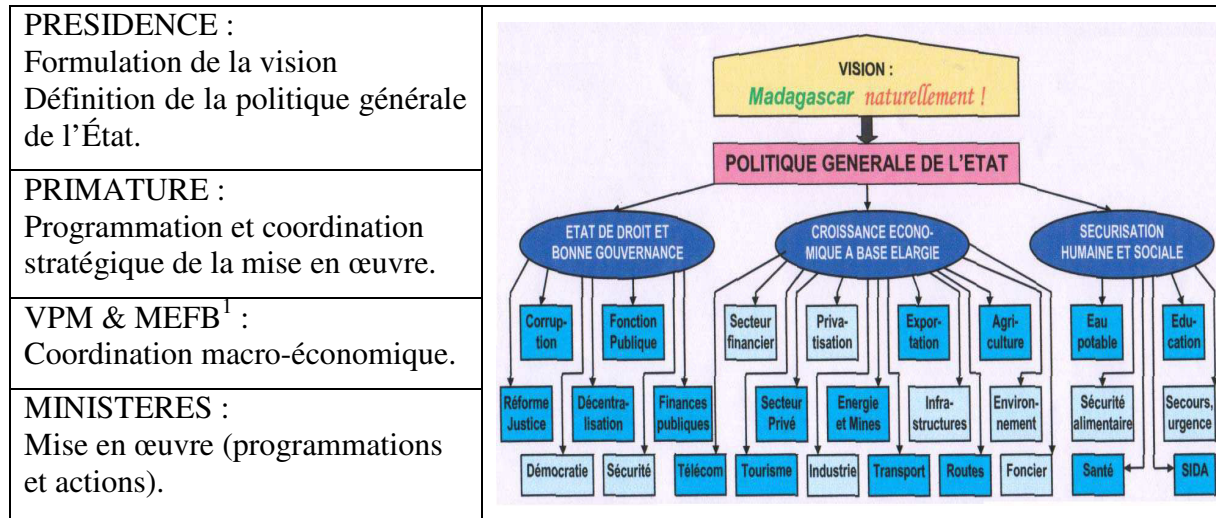 PRESIDENCE :
Formulation de la vision
Définition de la politique générale
de l’État.
PRIMATURE :
Programmation et coordination
stratégique de la mise en œuvre.
VPM & MEFB1 :
Coordination macro-économique.
MINISTERES :
Mise en œuvre (programmations
et actions).
VISION :
Madagascar naturellement !
POLITIQUE GENERALE DE L’ETAT
ETAT DE DROIT ET
BONNE GOUVERNANCE
CROISSANCE ECONO-
MIQUE A BASE ELARGIE
SECURISATION
HUMAINE ET SOCIALE
Corrup-
tion
Fonction
Publique
Secteur
financier
Priva-
tisation
Expor-
tation
Agri-
culture
Eau
potable
Edu-
cation
Réforme
Justice
Décentra-
lisation
Finances
publiques
Secteur
Privé
Energie
et Mines
Infra-
structures
Environ-
nement
Sécurité
alimentaire
Secours,
urgence
Démocratie
Sécurité
Télécom
Tourisme
Industrie
Transport
Routes
Foncier
Santé
SIDA